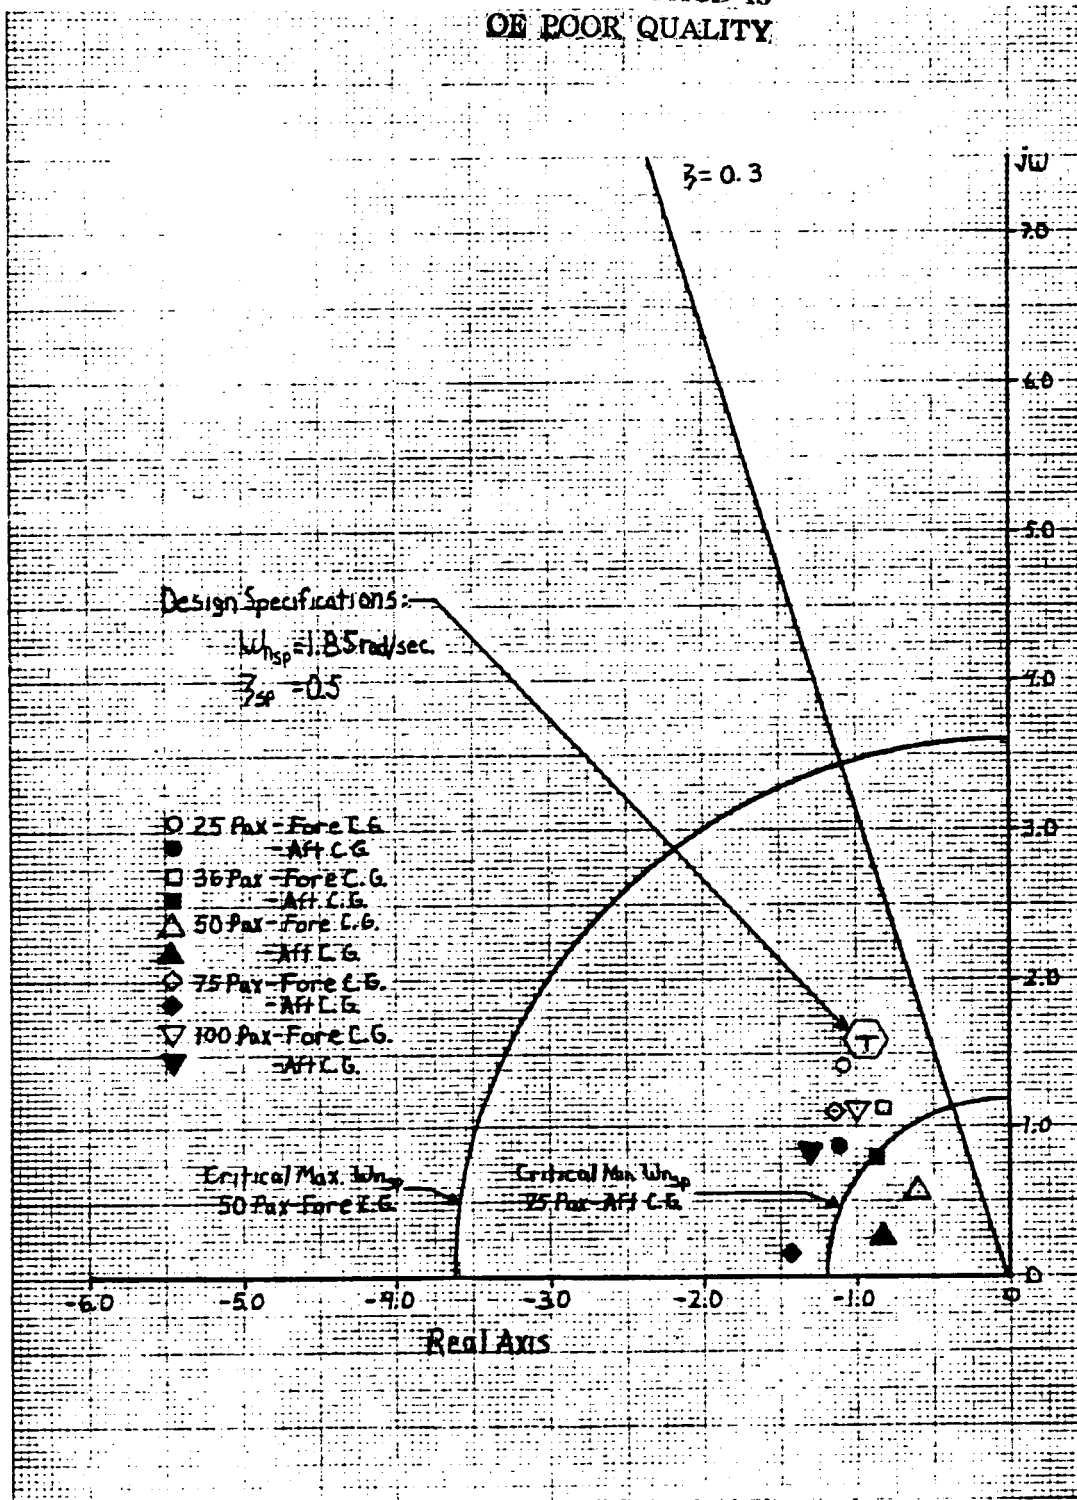 OF POOR QUALITY
ζ = 0.3
jω
7.0
6.0
5.0
4.0
3.0
2.0
1.0
0
Design Specifications:
ωnsp = 1.85 rad/sec.
ζsp = 0.5
25 Pax - Fore C.G.
- Aft C.G.
36 Pax - Fore C.G.
- Aft C.G.
50 Pax - Fore C.G.
- Aft C.G.
75 Pax - Fore C.G.
- Aft C.G.
100 Pax - Fore C.G.
- Aft C.G.
T
Critical Max. ωnsp
50 Pax - Fore C.G.
Critical Min. ωnsp
75 Pax - Aft C.G.
-6.0 -5.0 -4.0 -3.0 -2.0 -1.0 0
Real Axis